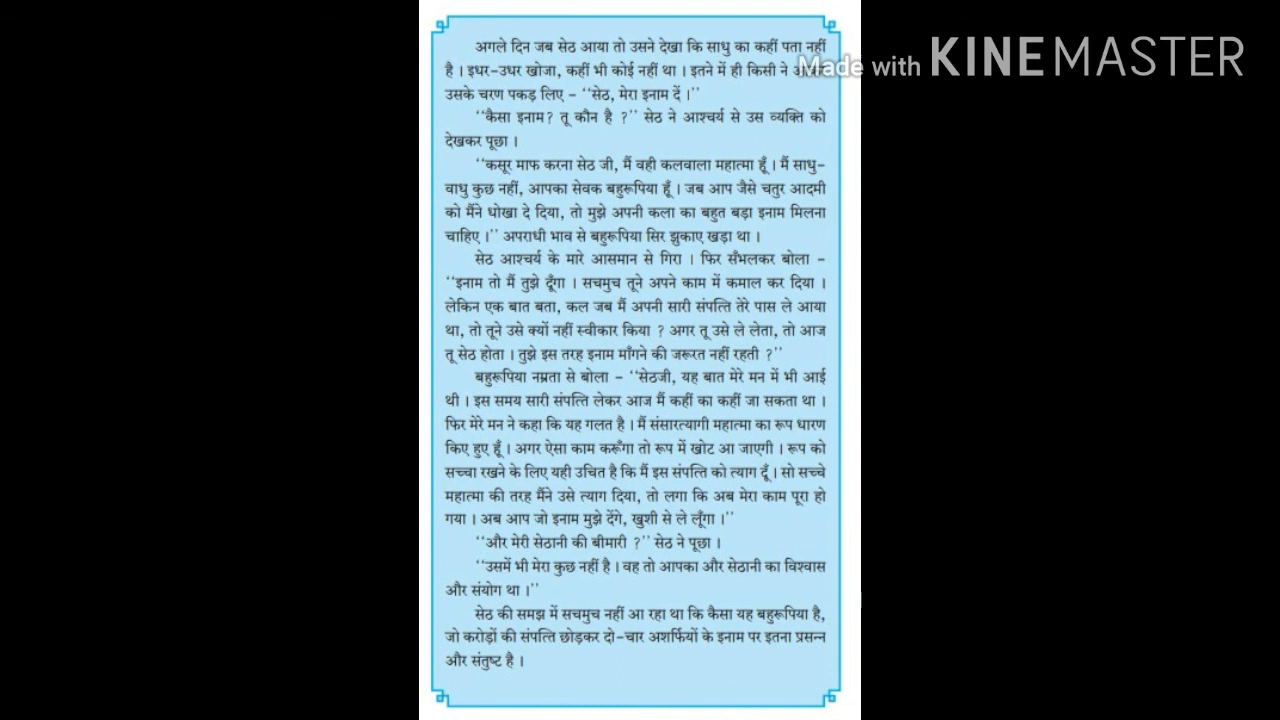 अगले दिन जब सेठ आया तो उसने देखा कि साधु का कहीं पता नहीं
है । इधर-उधर खोजा, कहीं भी कोई नहीं था । इतने में ही किसी ने
उसके चरण पकड़ लिए - ‘‘सेठ, मेरा इनाम दें ।’’
‘‘कैसा इनाम? तू कौन है ?’’ सेठ ने आश्चर्य से उस व्यक्ति को
देखकर पूछा ।
‘‘कसूर माफ करना सेठ जी, मैं वही कलवाला महात्मा हूँ । मैं साधु-
वाधु कुछ नहीं, आपका सेवक बहुरूपिया हूँ । जब आप जैसे चतुर आदमी
को मैंने धोखा दे दिया, तो मुझे अपनी कला का बहुत बड़ा इनाम मिलना
चाहिए ।’’ अपराधी भाव से बहुरूपिया सिर झुकाए खड़ा था ।
सेठ आश्चर्य के मारे आसमान से गिरा । फिर सँभलकर बोला -
‘‘इनाम तो मैं तुझे दूँगा । सचमुच तूने अपने काम में कमाल कर दिया ।
लेकिन एक बात बता, कल जब मैं अपनी सारी संपत्ति तेरे पास ले आया
था, तो तूने उसे क्यों नहीं स्वीकार किया ? अगर तू उसे ले लेता, तो आज
तू सेठ होता । तुझे इस तरह इनाम माँगने की जरूरत नहीं रहती ?’’
बहुरूपिया नम्रता से बोला - ‘‘सेठजी, यह बात मेरे मन में भी आई
थी । इस समय सारी संपत्ति लेकर आज मैं कहीं का कहीं जा सकता था ।
फिर मेरे मन ने कहा कि यह गलत है । मैं संसारत्यागी महात्मा का रूप धारण
किए हुए हूँ । अगर ऐसा काम करूँगा तो रूप में खोट आ जाएगी । रूप को
सच्चा रखने के लिए यही उचित है कि मैं इस संपत्ति को त्याग दूँ । सो सच्चे
महात्मा की तरह मैंने उसे त्याग दिया, तो लगा कि अब मेरा काम पूरा हो
गया । अब आप जो इनाम मुझे देंगे, खुशी से ले लूँगा ।’’
‘‘और मेरी सेठानी की बीमारी ?’’ सेठ ने पूछा ।
‘‘उसमें भी मेरा कुछ नहीं है । वह तो आपका और सेठानी का विश्वास
और संयोग था ।’’
सेठ की समझ में सचमुच नहीं आ रहा था कि कैसा यह बहुरूपिया है,
जो करोड़ों की संपत्ति छोड़कर दो-चार अशर्फियों के इनाम पर इतना प्रसन्न
और संतुष्ट है ।
Made with KINEMASTER